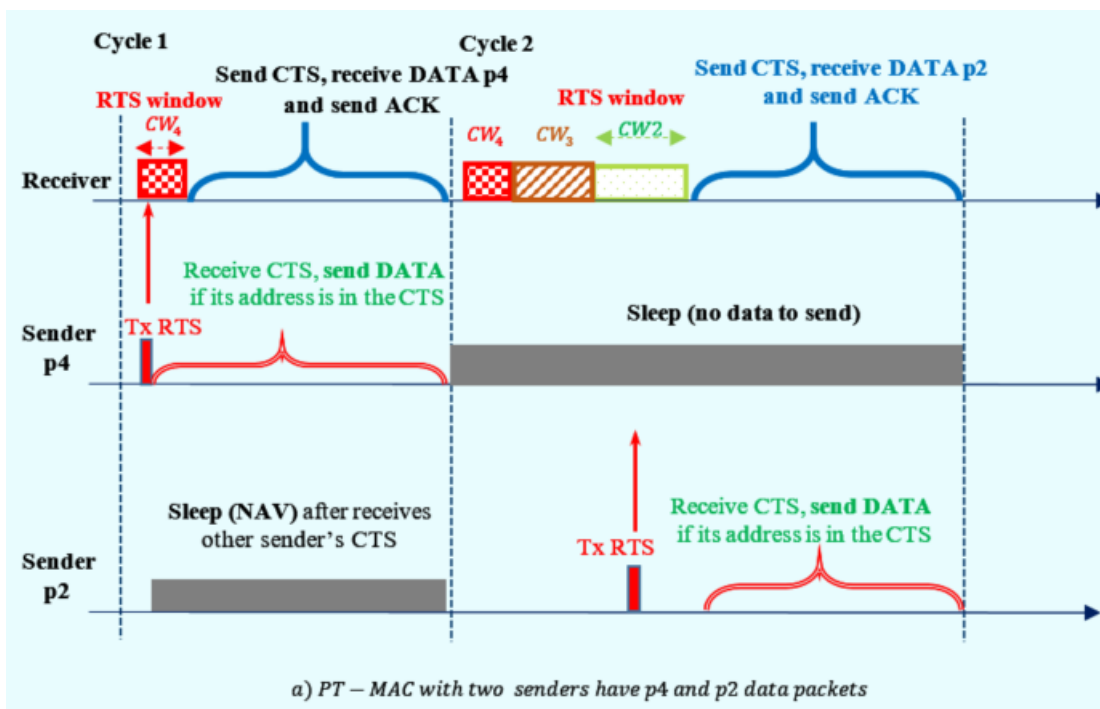 Cycle 1
Cycle 2
Send CTS, receive DATA p4
and send ACK
Send CTS, receive DATA p2
and send ACK
RTS window
RTS window
CW₄
CW₄
CW₃
CW2
Receiver
Receive CTS, send DATA
if its address is in the CTS
Sleep (no data to send)
Tx RTS
Sender
p4
Sleep (NAV) after receives
other sender's CTS
Receive CTS, send DATA
if its address is in the CTS
Tx RTS
Sender
p2
a) PT − MAC with two senders have p4 and p2 data packets